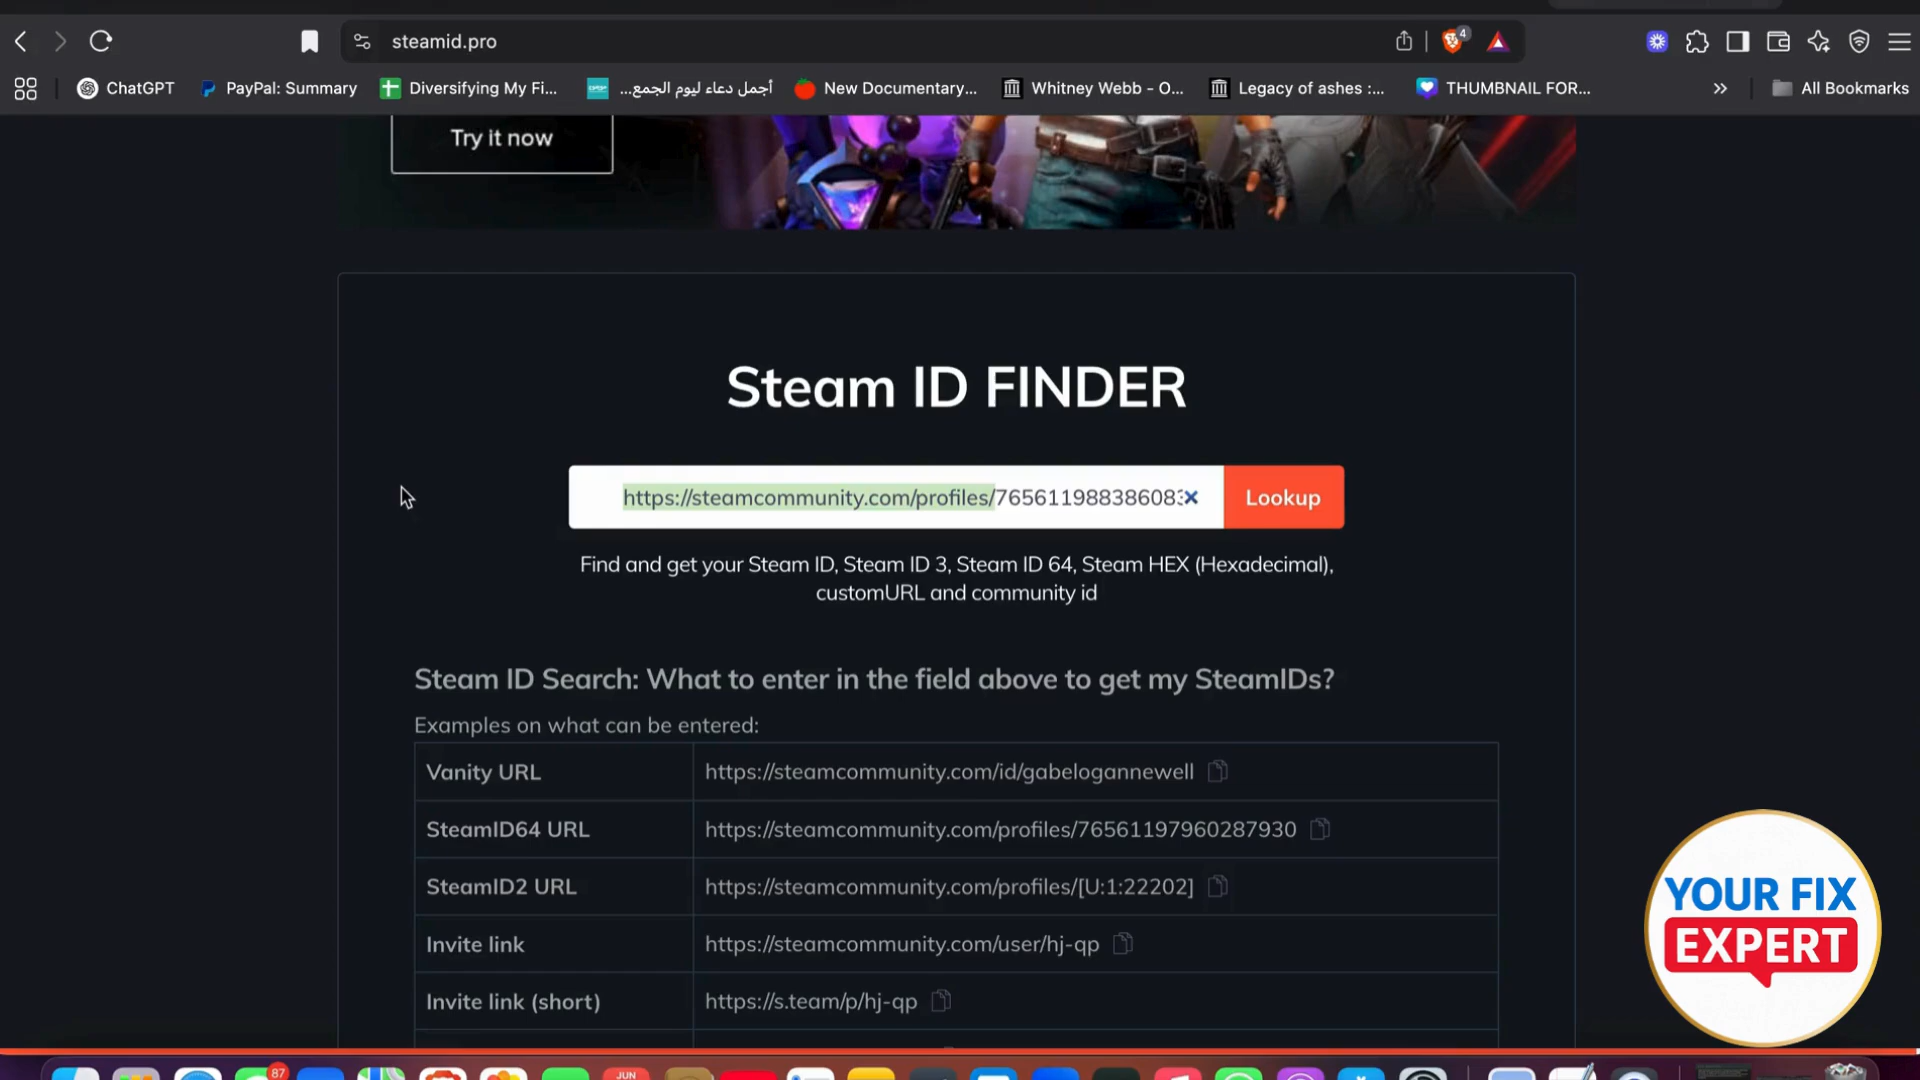 steamid.pro
4
ChatGPT
PayPal: Summary
Diversifying My Fi...
أجمل دعاء ليوم الجمع...
New Documentary...
Whitney Webb - O...
Legacy of ashes :...
THUMBNAIL FOR...
»
All Bookmarks
Try it now
Steam ID FINDER
https://steamcommunity.com/profiles/765611988386083
Lookup
Find and get your Steam ID, Steam ID 3, Steam ID 64, Steam HEX (Hexadecimal),
customURL and community id
Steam ID Search: What to enter in the field above to get my SteamIDs?
Examples on what can be entered:
Vanity URL https://steamcommunity.com/id/gabelogannewell
SteamID64 URL https://steamcommunity.com/profiles/76561197960287930
SteamID2 URL https://steamcommunity.com/profiles/[U:1:22202]
Invite link https://steamcommunity.com/user/hj-qp
Invite link (short) https://s.team/p/hj-qp
YOUR FIX
EXPERT
87
JUN